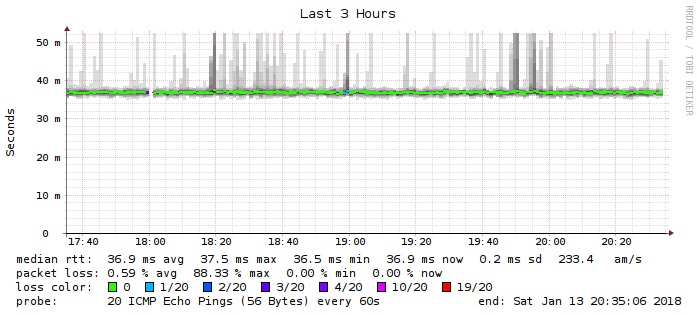 Last 3 Hours
RRDTOOL / TOBI OETIKER
Seconds
50 m
40 m
30 m
20 m
10 m
0
17:40 18:00 18:20 18:40 19:00 19:20 19:40 20:00 20:20
median rtt: 36.9 ms avg 37.5 ms max 36.5 ms min 36.9 ms now 0.2 ms sd 233.4 am/s
packet loss: 0.59 % avg 88.33 % max 0.00 % min 0.00 % now
loss color: 0 1/20 2/20 3/20 4/20 10/20 19/20
probe: 20 ICMP Echo Pings (56 Bytes) every 60s end: Sat Jan 13 20:35:06 2018